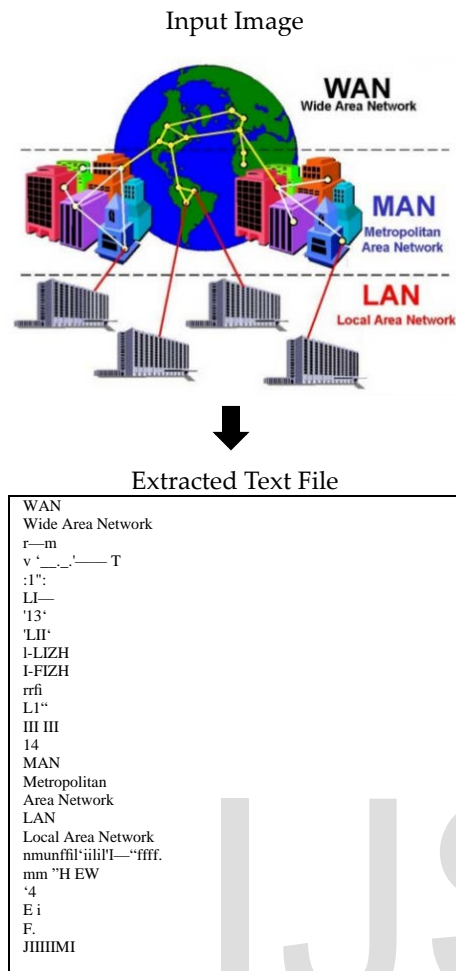 Input Image
WAN
Wide Area Network
MAN
Metropolitan
Area Network
LAN
Local Area Network
Extracted Text File
WAN
Wide Area Network
r—m
v ‘__._.'—— T
:1":
LI—
'13‘
'LII‘
l-LIZH
I-FIZH
rrfi
L1“
III III
14
MAN
Metropolitan
Area Network
LAN
Local Area Network
nmunffil‘iilil'I—“ffff.
mm ”H EW
‘4
E i
F.
JIIIIIMI
IJS